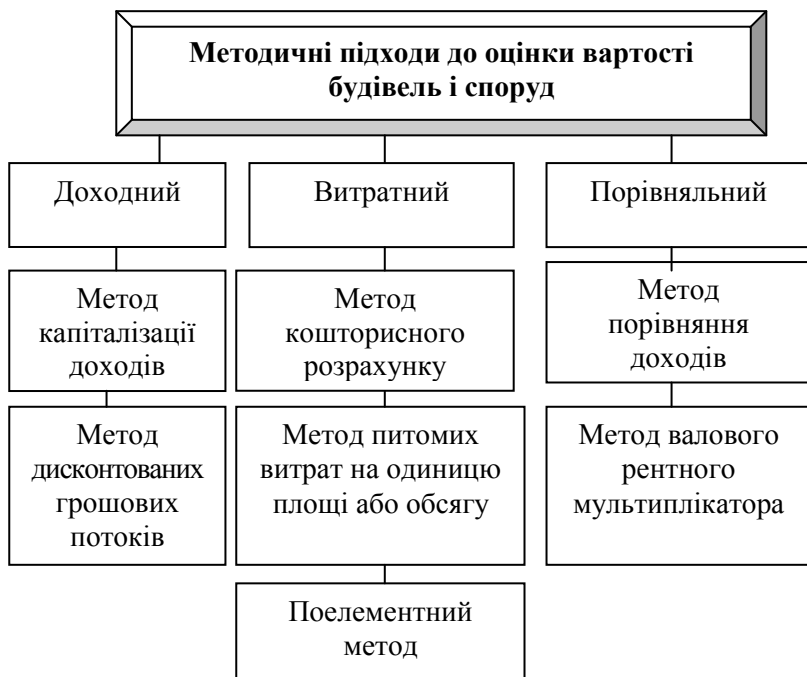 Методичні підходи до оцінки вартості
будівель і споруд
Доходний
Витратний
Порівняльний
Метод
капіталізації
доходів
Метод
кошторисного
розрахунку
Метод
порівняння
доходів
Метод
дисконтованих
грошових
потоків
Метод питомих
витрат на одиницю
площі або обсягу
Метод валового
рентного
мультиплікатора
Поелементний
метод